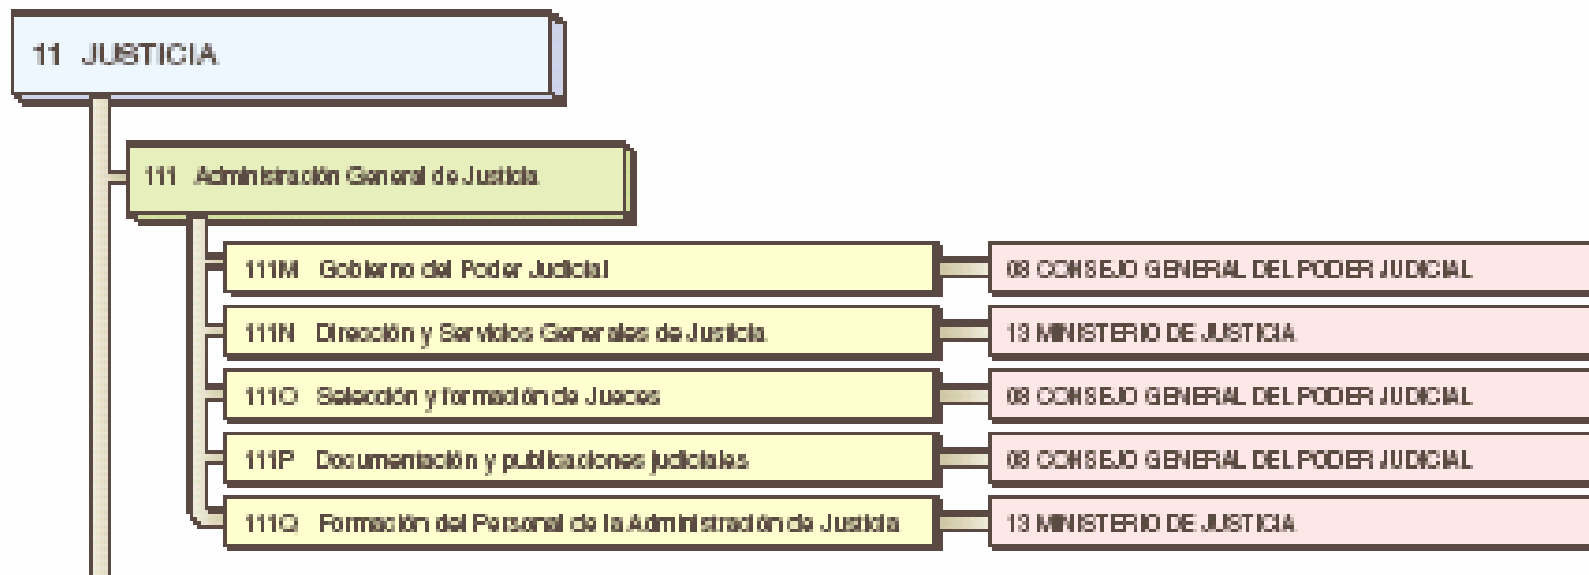 11 JUSTICIA
111 Administración General de Justicia
111M Gobierno del Poder Judicial 08 CONSEJO GENERAL DEL PODER JUDICIAL
111N Dirección y Servicios Generales de Justicia 13 MINISTERIO DE JUSTICIA
111O Selección y formación de Jueces 08 CONSEJO GENERAL DEL PODER JUDICIAL
111P Documentación y publicaciones judiciales 08 CONSEJO GENERAL DEL PODER JUDICIAL
111Q Formación del Personal de la Administración de Justicia 13 MINISTERIO DE JUSTICIA